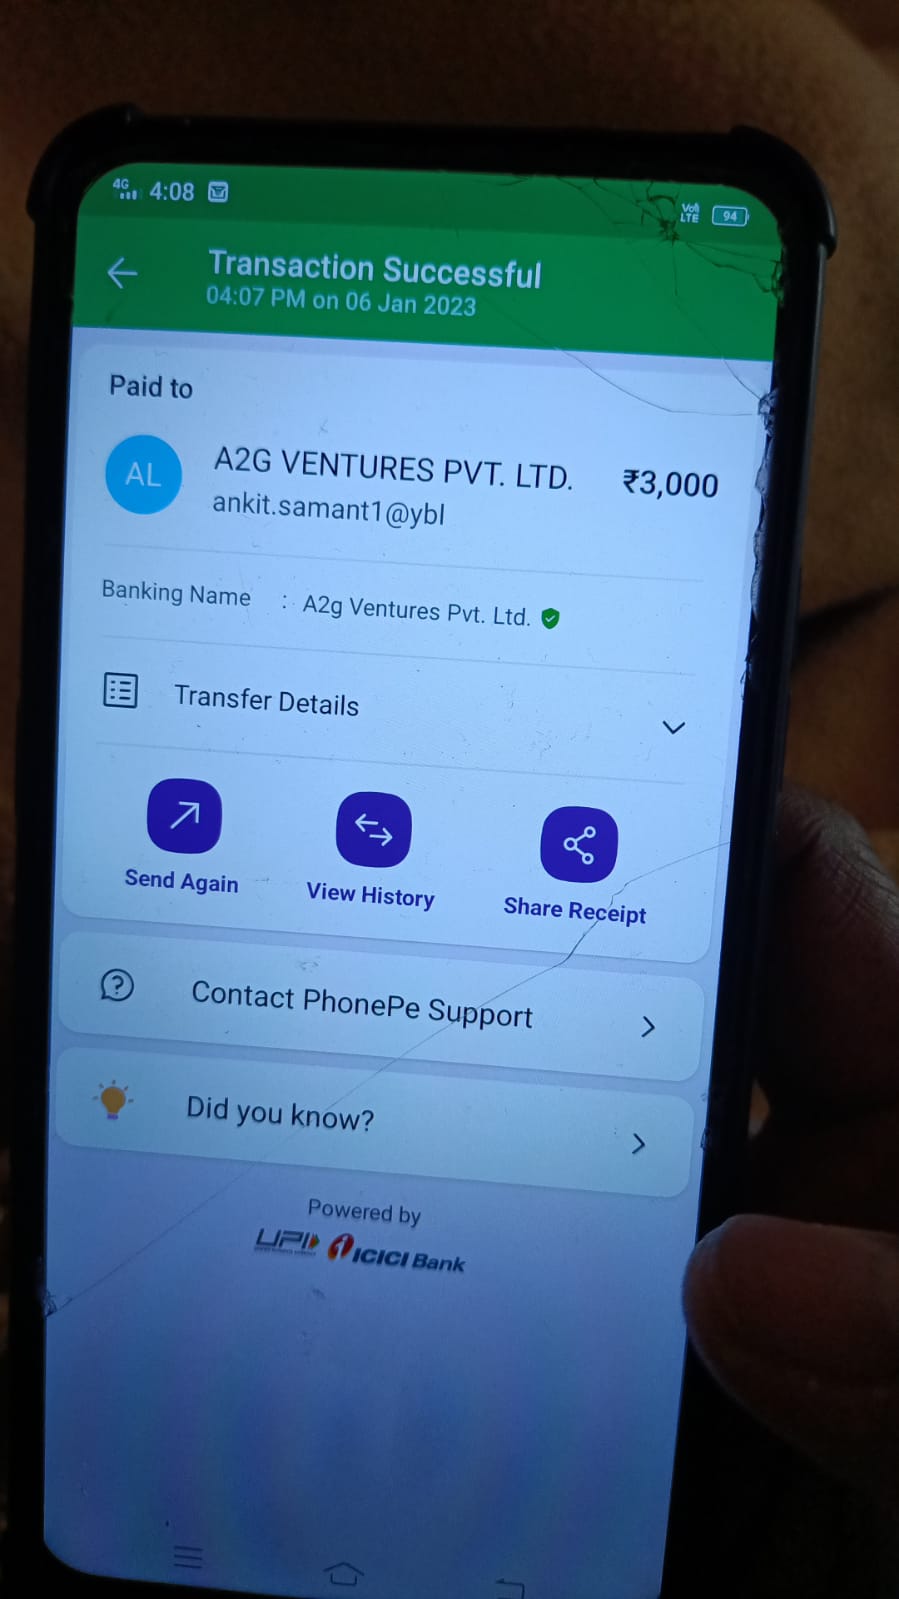 4G 4:08 Vo)) LTE 94
Transaction Successful
04:07 PM on 06 Jan 2023
Paid to
AL A2G VENTURES PVT. LTD. ₹3,000
ankit.samant1@ybl
Banking Name : A2g Ventures Pvt. Ltd.
Transfer Details
Send Again View History Share Receipt
Contact PhonePe Support
Did you know?
Powered by
UPI ICICI Bank